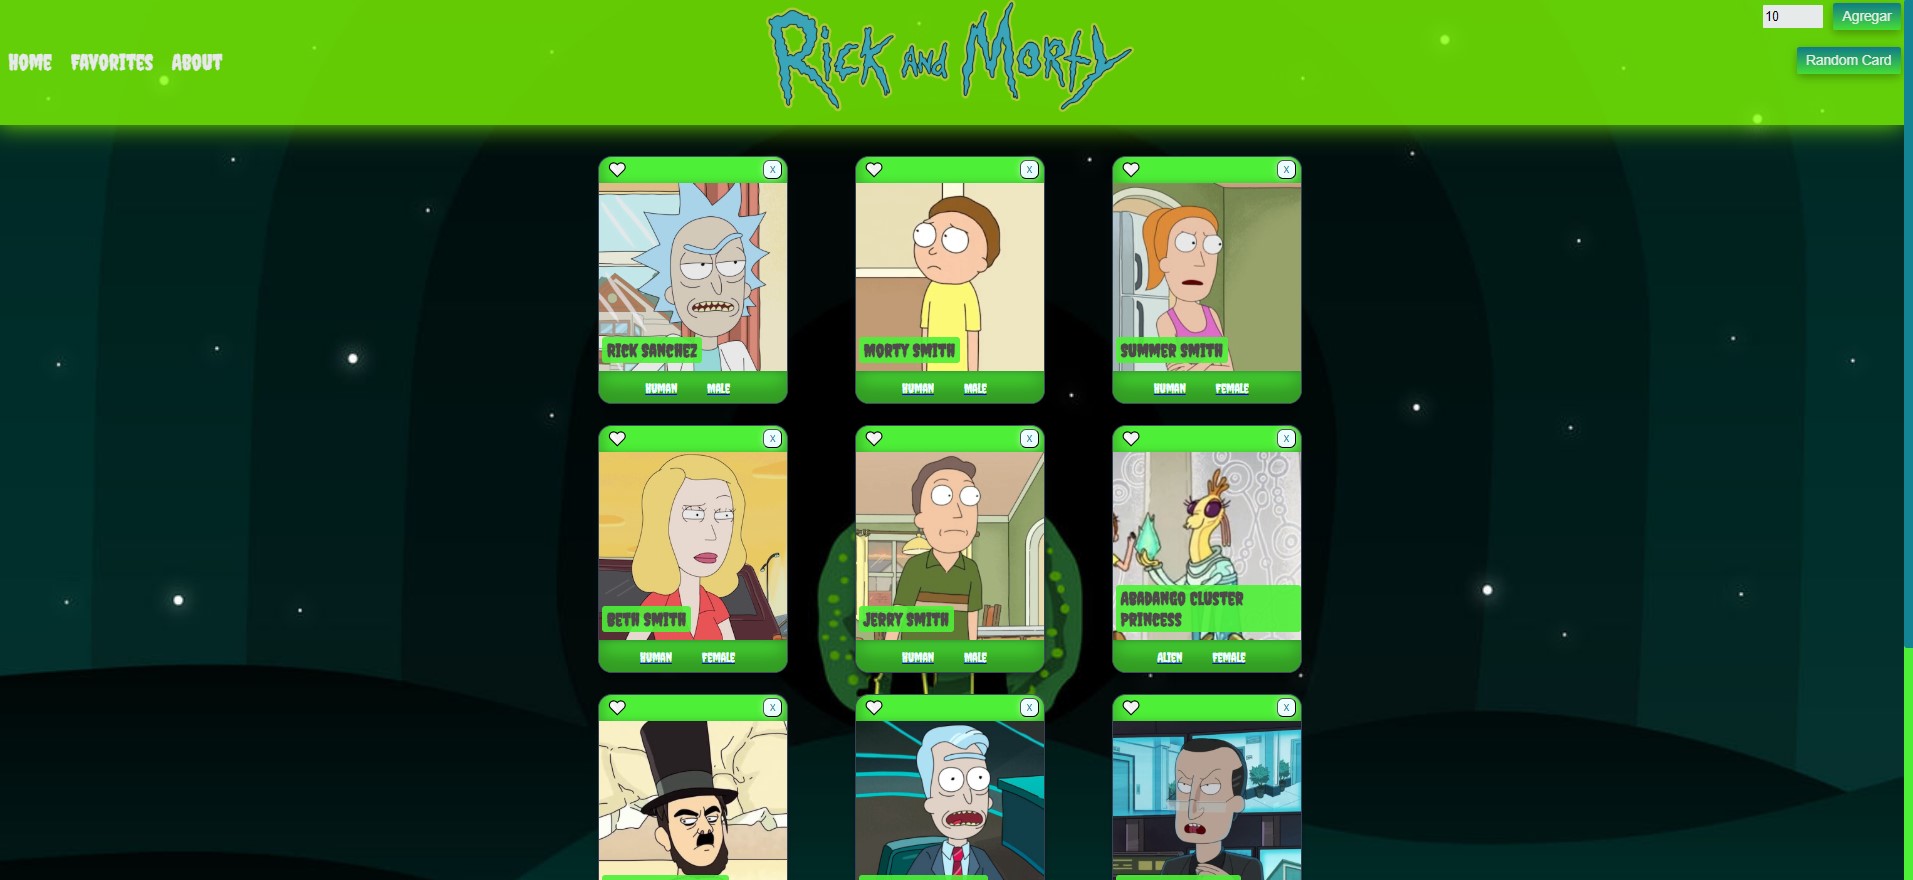 HOME FAVORITES ABOUT
RICK AND MORTY
10 Agregar
Random Card
X
X
X
RICK SANCHEZ
MORTY SMITH
SUMMER SMITH
HUMAN MALE
HUMAN MALE
HUMAN FEMALE
X
X
X
BETH SMITH
JERRY SMITH
ABADANGO CLUSTER
PRINCESS
HUMAN FEMALE
HUMAN MALE
ALIEN FEMALE
X
X
X